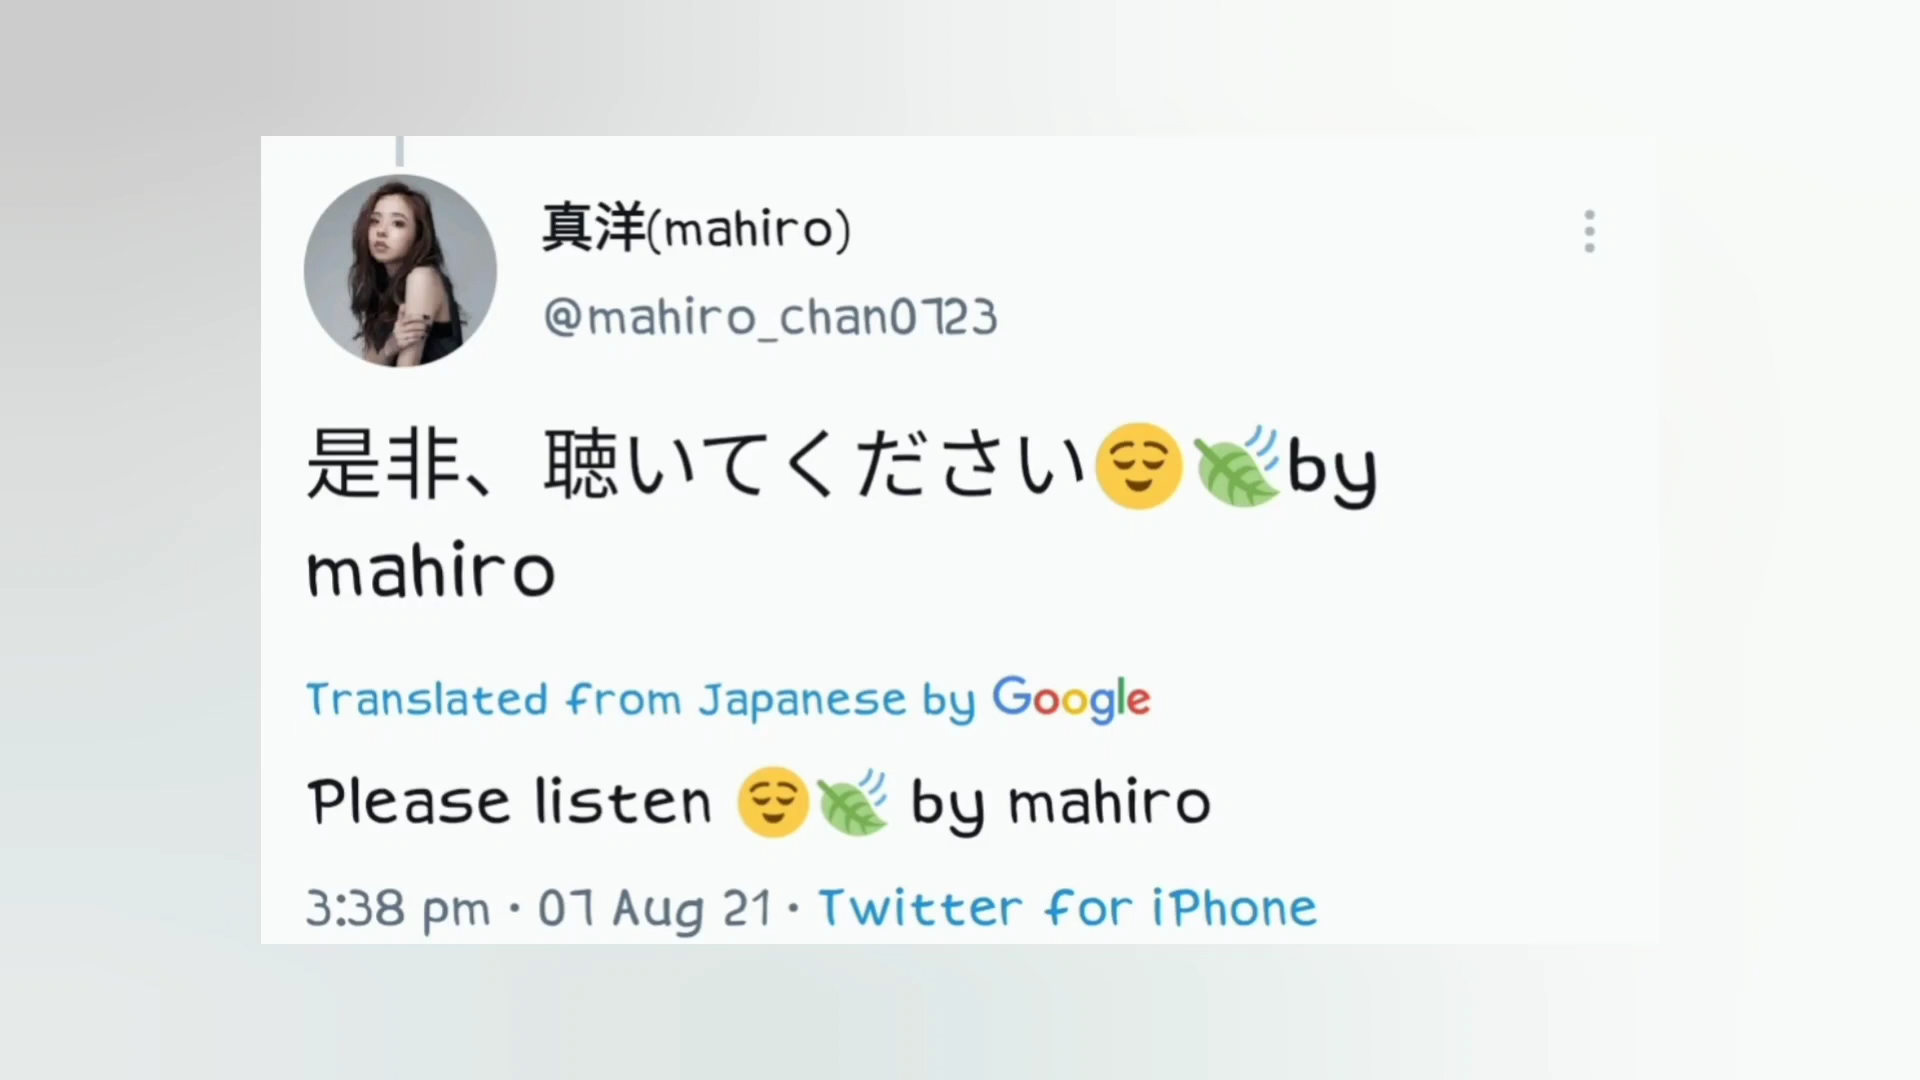 真洋(mahiro)
@mahiro_chan0723
是非、聴いてください😌🍃by
mahiro
Translated from Japanese by Google
Please listen 😌🍃 by mahiro
3:38 pm · 07 Aug 21 · Twitter for iPhone